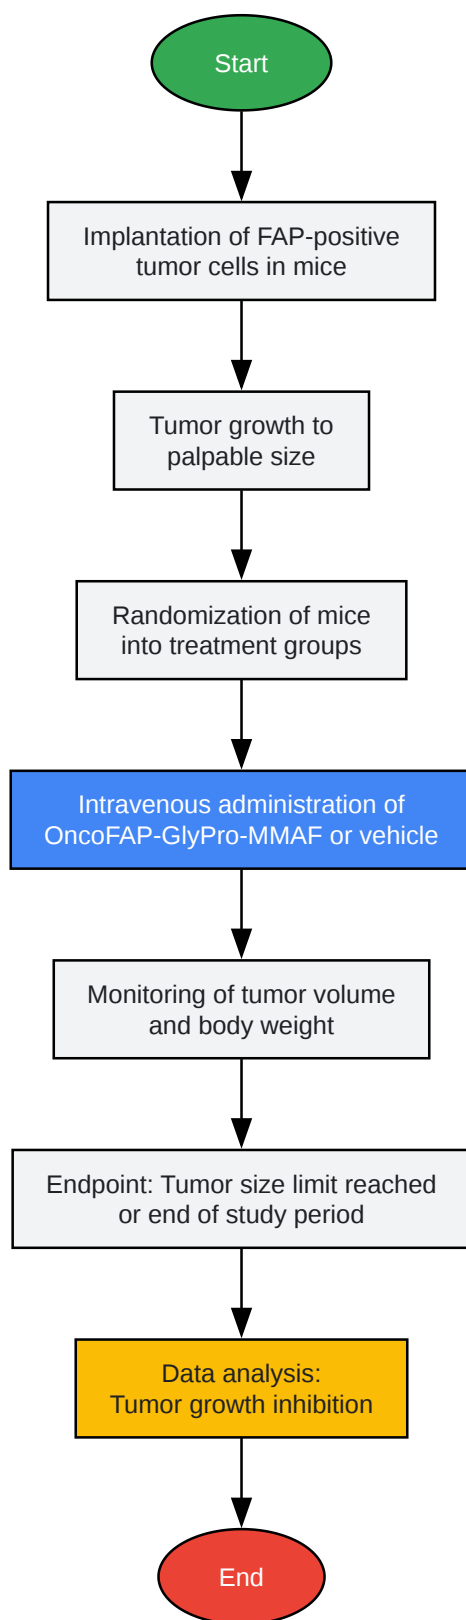 Start
Implantation of FAP-positive
tumor cells in mice
Tumor growth to
palpable size
Randomization of mice
into treatment groups
Intravenous administration of
OncoFAP-GlyPro-MMAF or vehicle
Monitoring of tumor volume
and body weight
Endpoint: Tumor size limit reached
or end of study period
Data analysis:
Tumor growth inhibition
End